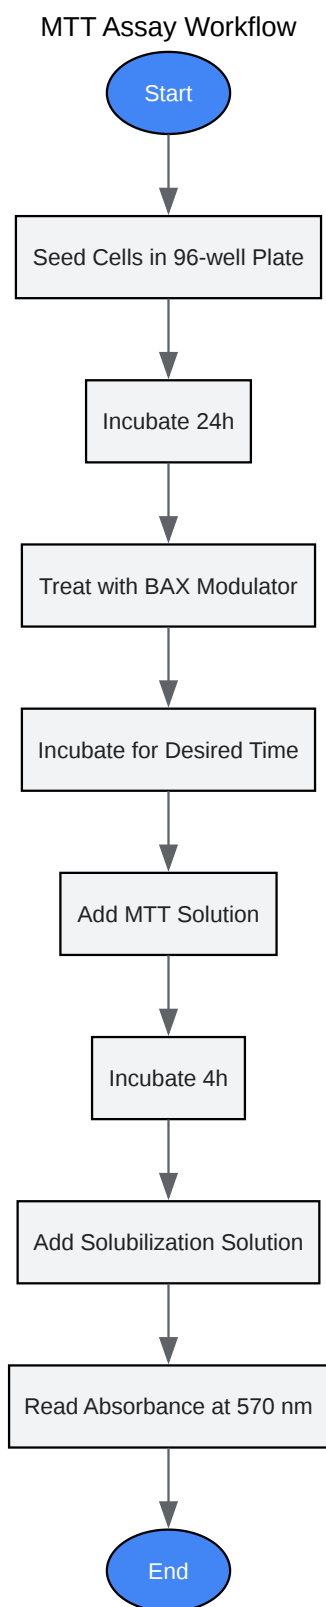 MTT Assay Workflow
Start
Seed Cells in 96-well Plate
Incubate 24h
Treat with BAX Modulator
Incubate for Desired Time
Add MTT Solution
Incubate 4h
Add Solubilization Solution
Read Absorbance at 570 nm
End